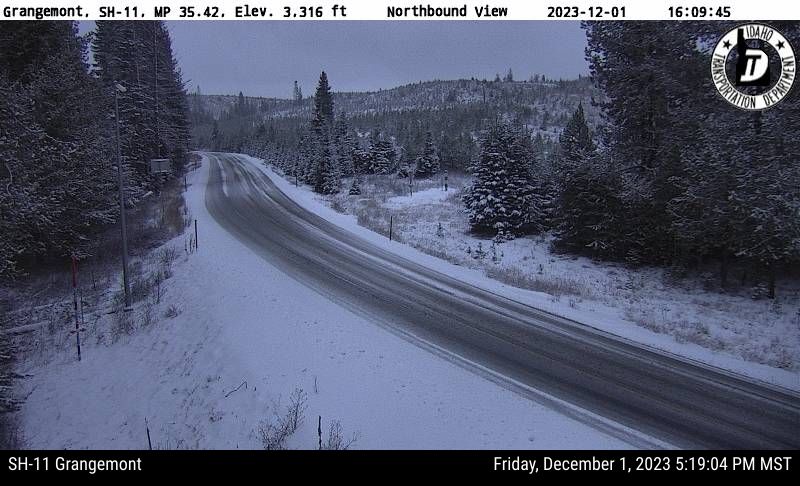 Grangemont, SH-11, MP 35.42, Elev. 3,316 ft Northbound View 2023-12-01 16:09:45
IDAHO TRANSPORTATION DEPARTMENT
SH-11 Grangemont Friday, December 1, 2023 5:19:04 PM MST